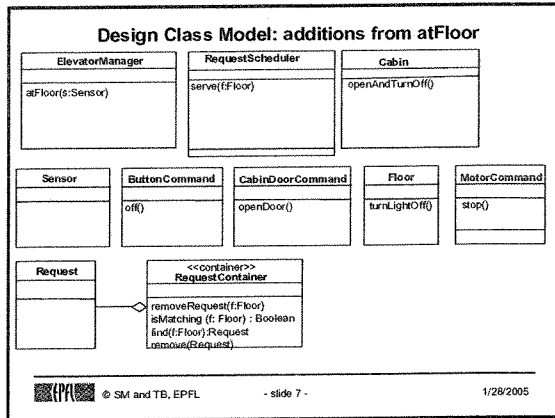 Design Class Model: additions from atFloor
ElevatorManager
atFloor(s:Sensor)
RequestScheduler
serve(f:Floor)
Cabin
openAndTurnOff()
Sensor
ButtonCommand
off()
CabinDoorCommand
openDoor()
Floor
turnLightOff()
MotorCommand
stop()
Request
<<container>>
RequestContainer
removeRequest(f:Floor)
isMatching (f: Floor) : Boolean
find(f:Floor):Request
remove(Request)
EPFL © SM and TB, EPFL - slide 7 - 1/28/2005